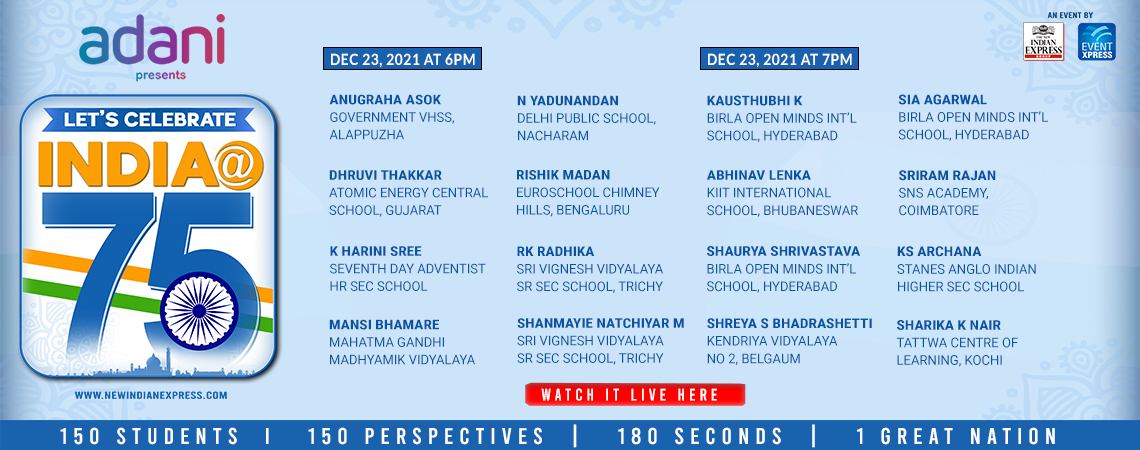 adani
presents
LET'S CELEBRATE
INDIA@
75
WWW.NEWINDIANEXPRESS.COM
DEC 23, 2021 AT 6PM
ANUGRAHA ASOK
GOVERNMENT VHSS,
ALAPPUZHA
N YADUNANDAN
DELHI PUBLIC SCHOOL,
NACHARAM
DHRUVI THAKKAR
ATOMIC ENERGY CENTRAL
SCHOOL, GUJARAT
RISHIK MADAN
EUROSCHOOL CHIMNEY
HILLS, BENGALURU
K HARINI SREE
SEVENTH DAY ADVENTIST
HR SEC SCHOOL
RK RADHIKA
SRI VIGNESH VIDYALAYA
SR SEC SCHOOL, TRICHY
MANSI BHAMARE
MAHATMA GANDHI
MADHYAMIK VIDYALAYA
SHANMAYIE NATCHIYAR M
SRI VIGNESH VIDYALAYA
SR SEC SCHOOL, TRICHY
DEC 23, 2021 AT 7PM
KAUSTHUBHI K
BIRLA OPEN MINDS INT'L
SCHOOL, HYDERABAD
SIA AGARWAL
BIRLA OPEN MINDS INT'L
SCHOOL, HYDERABAD
ABHINAV LENKA
KIIT INTERNATIONAL
SCHOOL, BHUBANESWAR
SRIRAM RAJAN
SNS ACADEMY,
COIMBATORE
SHAURYA SHRIVASTAVA
BIRLA OPEN MINDS INT'L
SCHOOL, HYDERABAD
KS ARCHANA
STANES ANGLO INDIAN
HIGHER SEC SCHOOL
SHREYA S BHADRASHETTI
KENDRIYA VIDYALAYA
NO 2, BELGAUM
SHARIKA K NAIR
TATTWA CENTRE OF
LEARNING, KOCHI
AN EVENT BY
THE NEW
INDIAN
EXPRESS
GROUP
EVENT
XPRESS
WATCH IT LIVE HERE
150 STUDENTS I 150 PERSPECTIVES | 180 SECONDS | 1 GREAT NATION